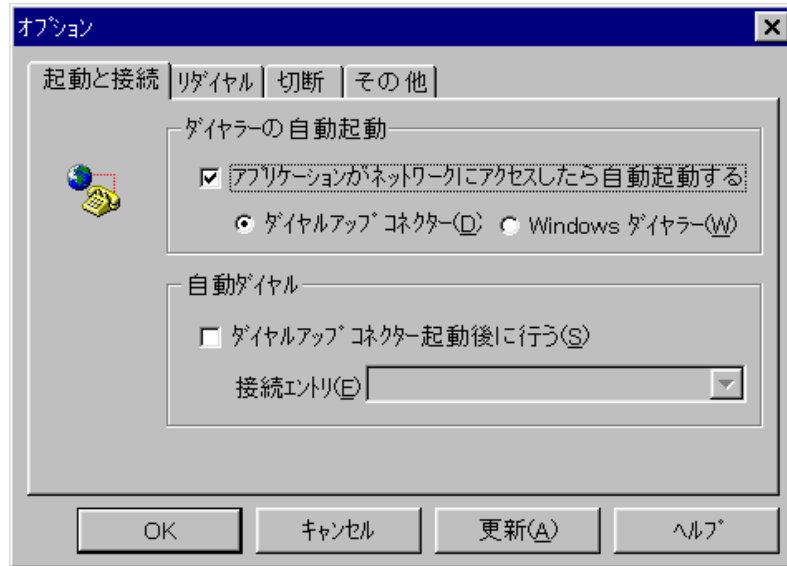 オプション
起動と接続 リダイヤル 切断 その他
ダイヤラーの自動起動
アプリケーションがネットワークにアクセスしたら自動起動する
ダイヤルアップ コネクター(D) Windows ダイヤラー(W)
自動ダイヤル
ダイヤルアップ コネクター起動後に行う(S)
接続エントリ(E)
OK キャンセル 更新(A) ヘルプ